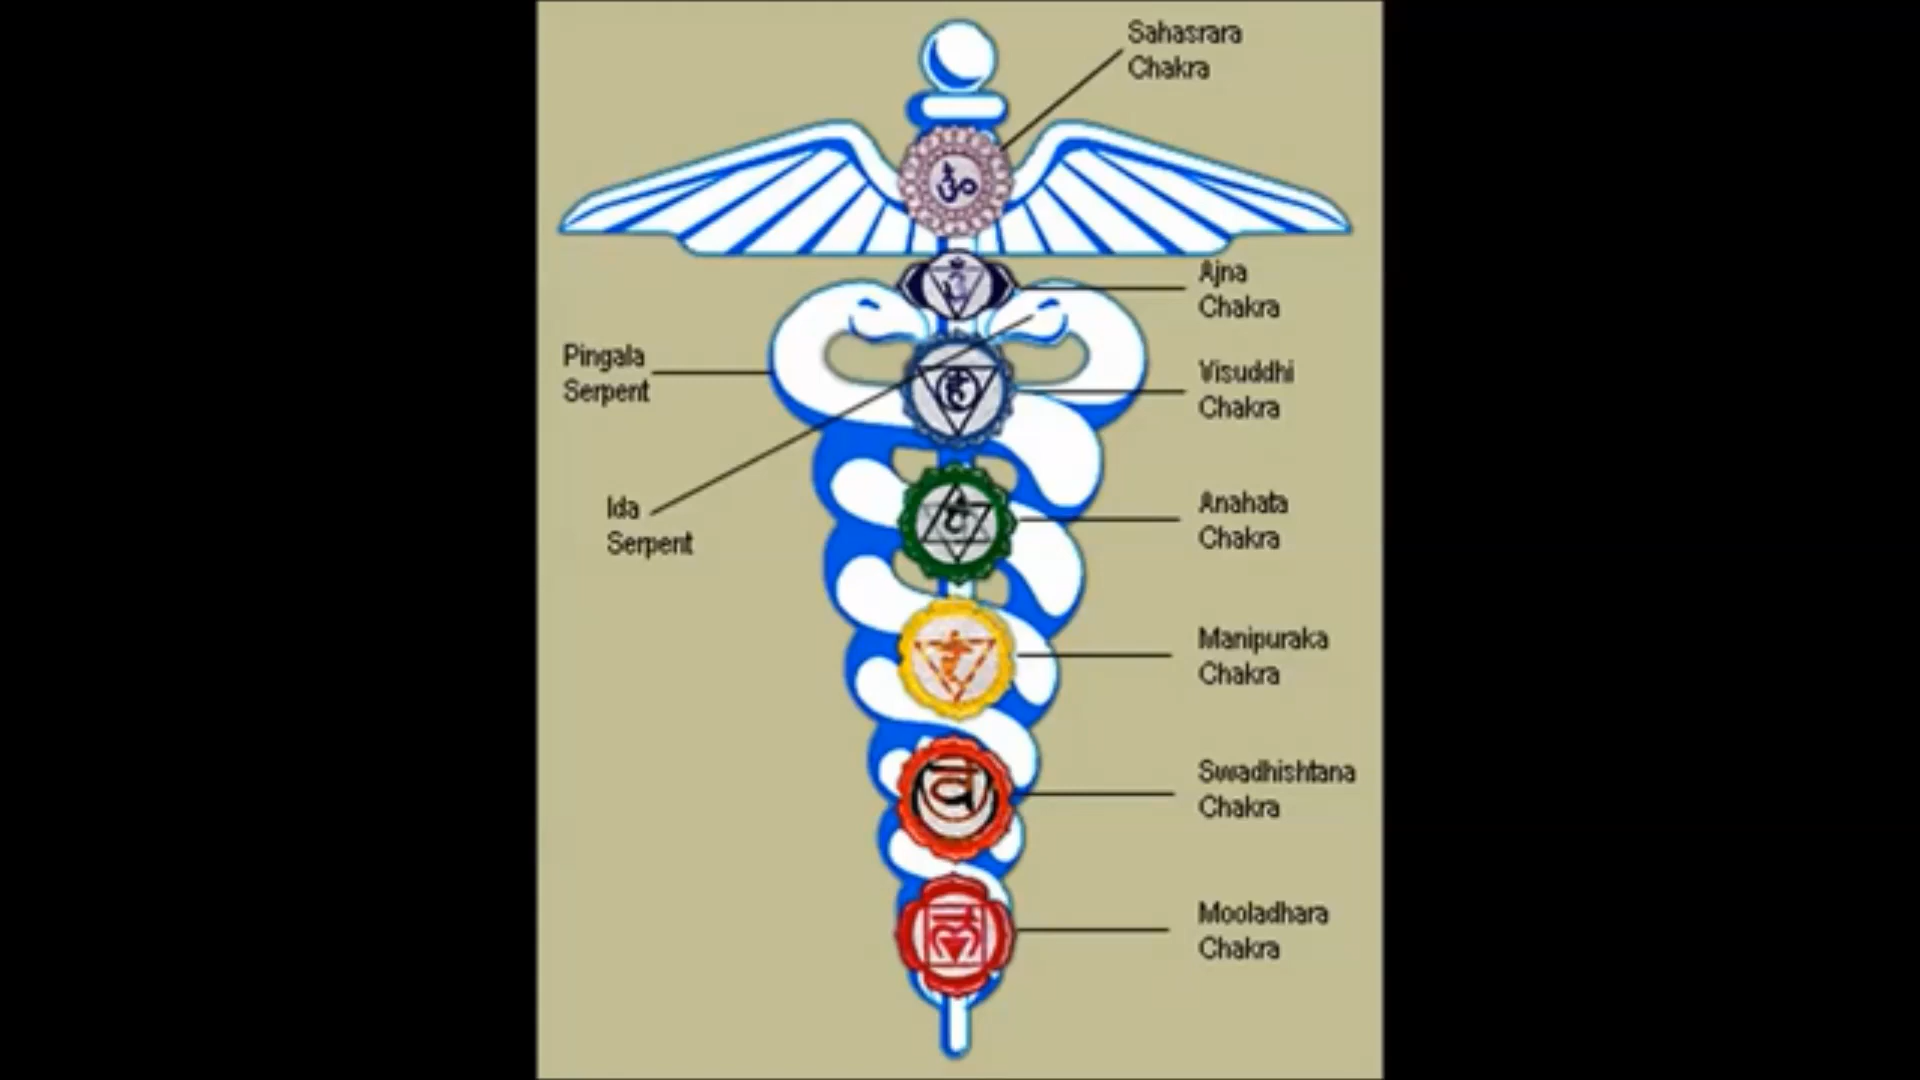 Sahasrara
Chakra
ॐ
Ajna
Chakra
Pingala
Serpent
Visuddhi
Chakra
Ida
Serpent
Anahata
Chakra
Manipuraka
Chakra
Swadhishtana
Chakra
Mooladhara
Chakra